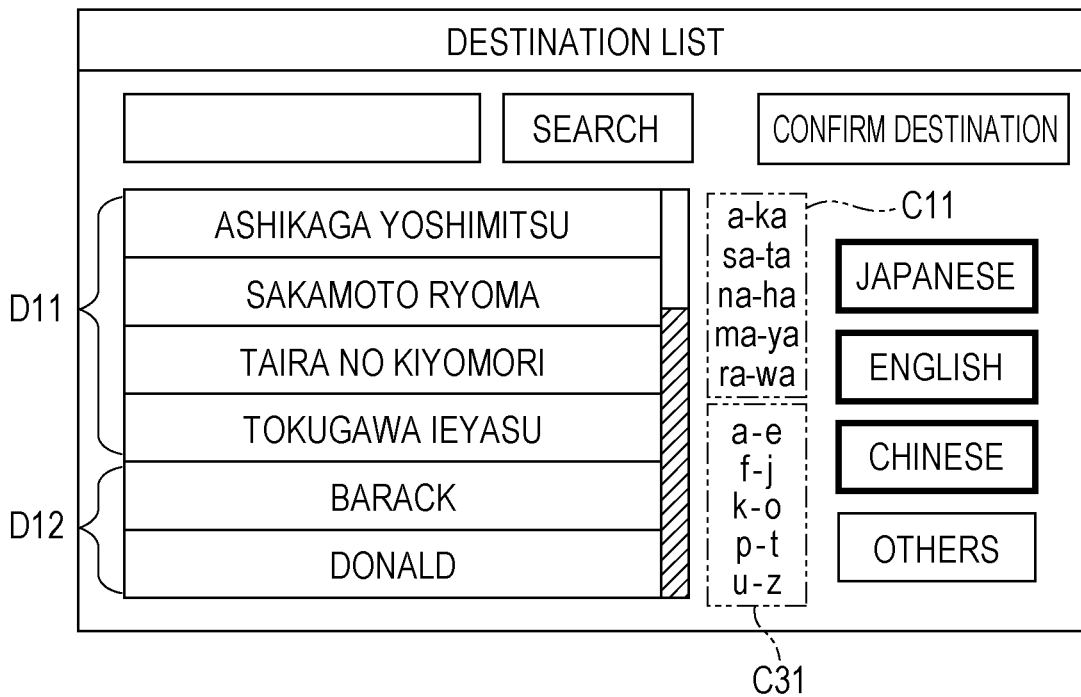 DESTINATION LIST
SEARCH
CONFIRM DESTINATION
D11
ASHIKAGA YOSHIMITSU
SAKAMOTO RYOMA
TAIRA NO KIYOMORI
TOKUGAWA IEYASU
D12
BARACK
DONALD
a-ka
sa-ta
na-ha
ma-ya
ra-wa
C11
a-e
f-j
k-o
p-t
u-z
C31
JAPANESE
ENGLISH
CHINESE
OTHERS